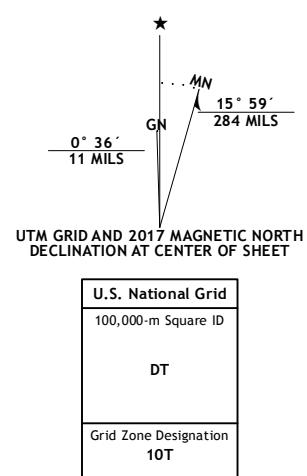 ★
MN
GN
15° 59´
284 MILS
0° 36´
11 MILS
UTM GRID AND 2017 MAGNETIC NORTH
DECLINATION AT CENTER OF SHEET
U.S. National Grid
100,000-m Square ID
DT
Grid Zone Designation
10T